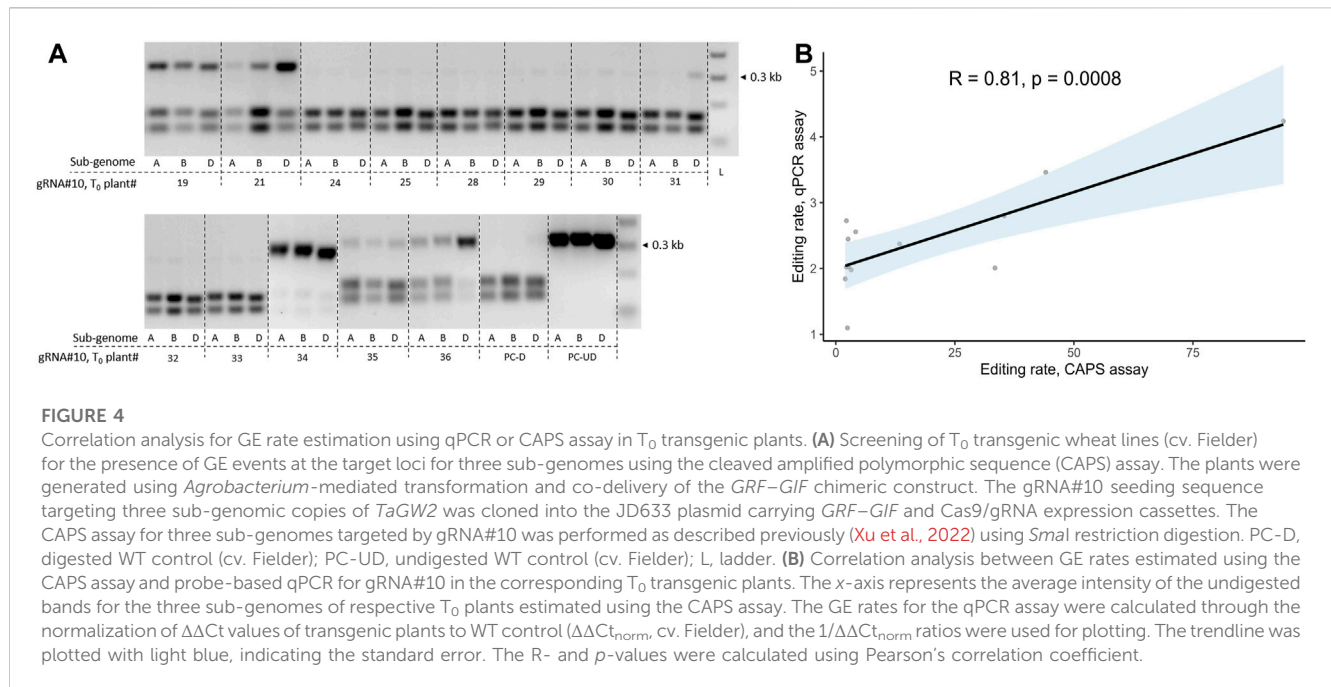 A
0.3 kb
Sub-genome A B D A B D A B D A B D A B D A B D A B D A B D L
gRNA#10, T0 plant# 19 21 24 25 28 29 30 31
0.3 kb
Sub-genome A B D A B D A B D A B D A B D A B D A B D
gRNA#10, T0 plant# 32 33 34 35 36 PC-D PC-UD
B
R = 0.81, p = 0.0008
Editing rate, qPCR assay
5
4
3
2
1
0 25 50 75
Editing rate, CAPS assay
FIGURE 4
Correlation analysis for GE rate estimation using qPCR or CAPS assay in T0 transgenic plants. (A) Screening of T0 transgenic wheat lines (cv. Fielder)
for the presence of GE events at the target loci for three sub-genomes using the cleaved amplified polymorphic sequence (CAPS) assay. The plants were
generated using Agrobacterium-mediated transformation and co-delivery of the GRF–GIF chimeric construct. The gRNA#10 seeding sequence
targeting three sub-genomic copies of TaGW2 was cloned into the JD633 plasmid carrying GRF–GIF and Cas9/gRNA expression cassettes. The
CAPS assay for three sub-genomes targeted by gRNA#10 was performed as described previously (Xu et al., 2022) using SmaI restriction digestion. PC-D,
digested WT control (cv. Fielder); PC-UD, undigested WT control (cv. Fielder); L, ladder. (B) Correlation analysis between GE rates estimated using the
CAPS assay and probe-based qPCR for gRNA#10 in the corresponding T0 transgenic plants. The x-axis represents the average intensity of the undigested
bands for the three sub-genomes of respective T0 plants estimated using the CAPS assay. The GE rates for the qPCR assay were calculated through the
normalization of ΔΔCt values of transgenic plants to WT control (ΔΔCtnorm, cv. Fielder), and the 1/ΔΔCtnorm ratios were used for plotting. The trendline was
plotted with light blue, indicating the standard error. The R- and p-values were calculated using Pearson's correlation coefficient.